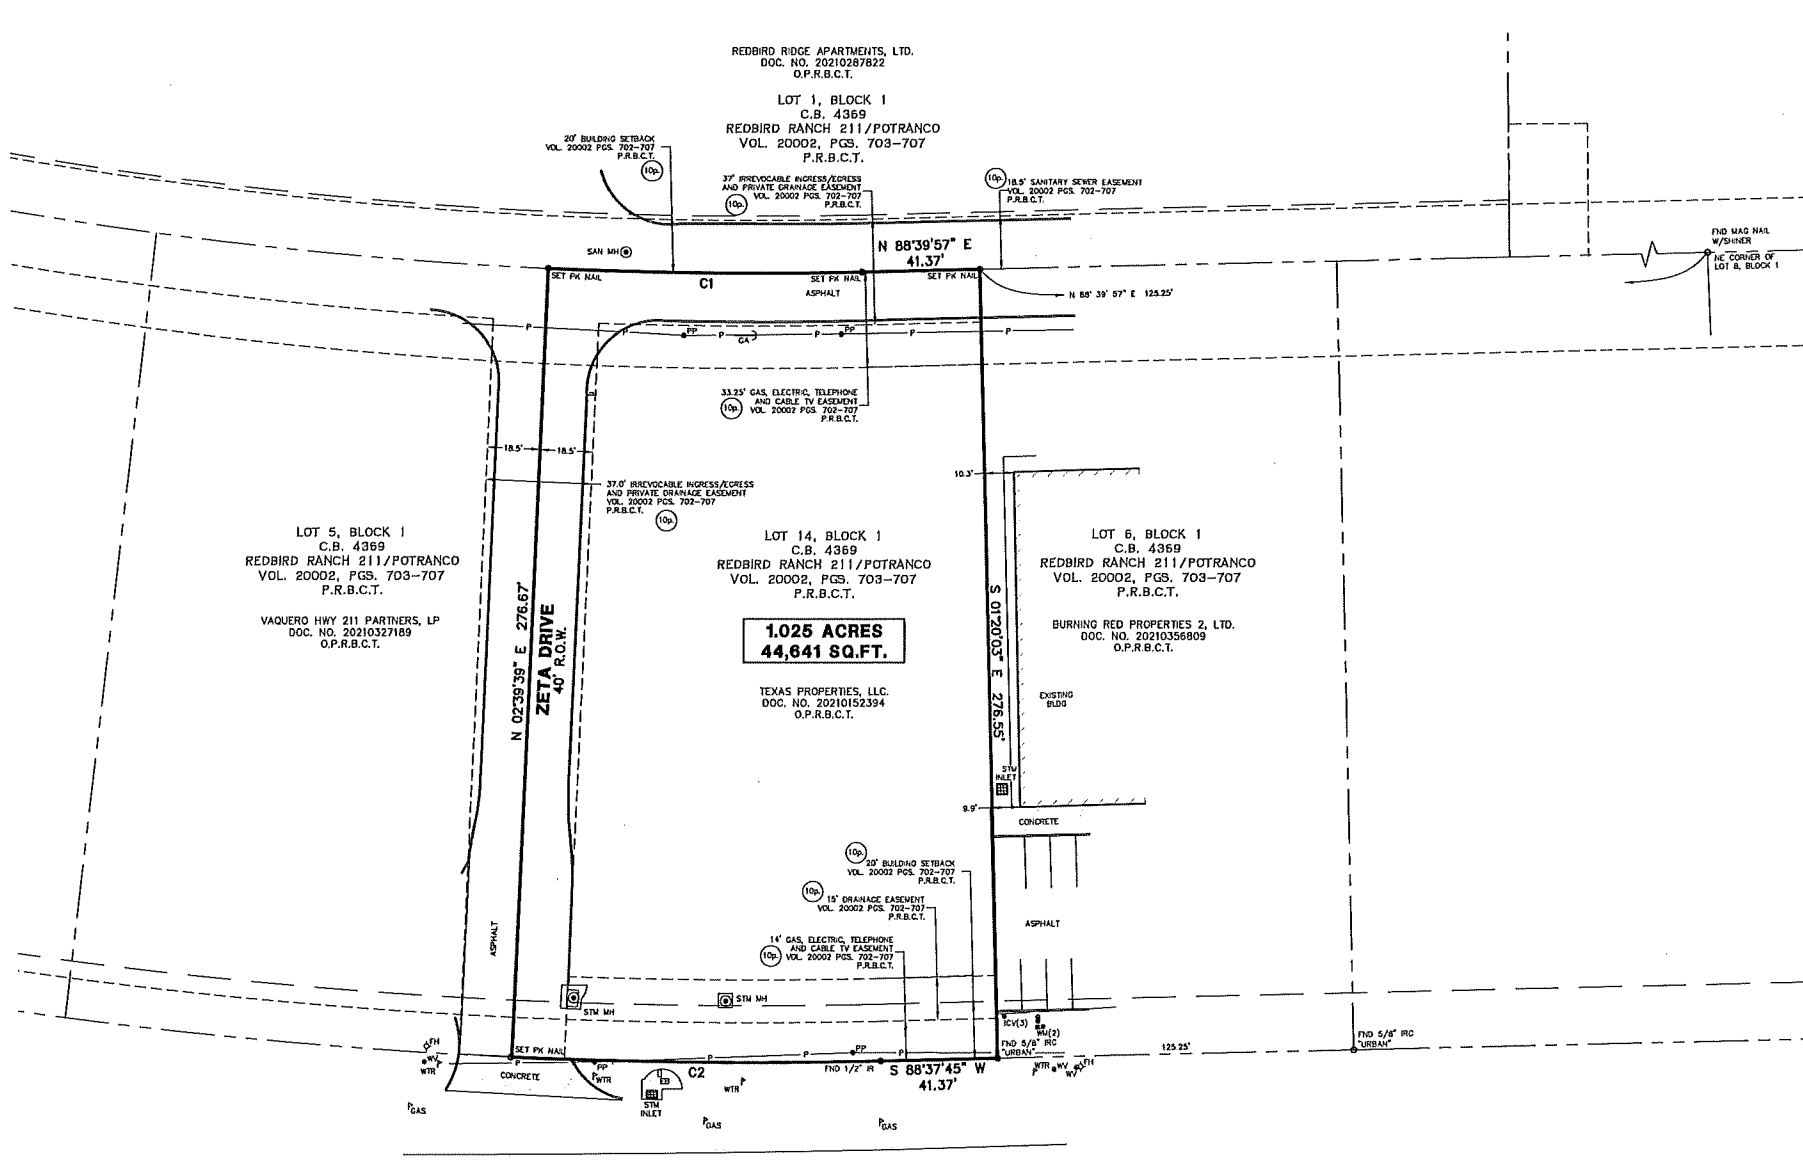 REDBIRD RIDGE APARTMENTS, LTD.
DOC. NO. 20210287822
O.P.R.B.C.T.
LOT 1, BLOCK 1
C.B. 4369
REDBIRD RANCH 211/POTRANCO
VOL. 20002, PGS. 703-707
P.R.B.C.T.
20' BUILDING SETBACK
VOL. 20002 PGS. 702-707
P.R.B.C.T.
10p.
37' IRREVOCABLE INGRESS/EGRESS
AND PRIVATE DRAINAGE EASEMENT
VOL. 20002 PGS. 702-707
P.R.B.C.T.
10p.
10p.
18.5' SANITARY SEWER EASEMENT
VOL. 20002 PGS. 702-707
P.R.B.C.T.
FND MAG NAIL
W/SHINER
NE CORNER OF
LOT 8, BLOCK 1
SAN MH
N 88°39'57" E
41.37'
SET PK NAIL
C1
SET PK NAIL
SET PK NAIL
ASPHALT
N 88° 39' 57" E 125.25'
P
P
PP
P
GA
P
PP
P
P
33.25' GAS, ELECTRIC, TELEPHONE
AND CABLE TV EASEMENT
VOL. 20002 PGS. 702-707
P.R.B.C.T.
10p.
18.5'
18.5'
10.3'
37.0' IRREVOCABLE INGRESS/EGRESS
AND PRIVATE DRAINAGE EASEMENT
VOL. 20002 PGS. 702-707
P.R.B.C.T.
10p.
LOT 5, BLOCK 1
C.B. 4369
REDBIRD RANCH 211/POTRANCO
VOL. 20002, PGS. 703-707
P.R.B.C.T.
VAQUERO HWY 211 PARTNERS, LP
DOC. NO. 20210327189
O.P.R.B.C.T.
N 02°39'39" E 276.67'
ZETA DRIVE
40' R.O.W.
LOT 14, BLOCK 1
C.B. 4369
REDBIRD RANCH 211/POTRANCO
VOL. 20002, PGS. 703-707
P.R.B.C.T.
1.025 ACRES
44,641 SQ.FT.
TEXAS PROPERTIES, LLC.
DOC. NO. 20210152394
O.P.R.B.C.T.
S 01°20'03" E 276.55'
LOT 6, BLOCK 1
C.B. 4369
REDBIRD RANCH 211/POTRANCO
VOL. 20002, PGS. 703-707
P.R.B.C.T.
BURNING RED PROPERTIES 2, LTD.
DOC. NO. 20210356809
O.P.R.B.C.T.
EXISTING
BLDG
STM
INLET
9.9'
CONCRETE
10p.
20' BUILDING SETBACK
VOL. 20002 PGS. 702-707
P.R.B.C.T.
10p.
15' DRAINAGE EASEMENT
VOL. 20002 PGS. 702-707
P.R.B.C.T.
14' GAS, ELECTRIC, TELEPHONE
AND CABLE TV EASEMENT
VOL. 20002 PGS. 702-707
P.R.B.C.T.
10p.
ASPHALT
ASPHALT
STM MH
STM MH
ICV(3)
WM(2)
FND 5/8" IRC
"URBAN"
125.25'
FND 5/8" IRC
"URBAN"
FH
WV
WTR
SET PK NAIL
CONCRETE
PP
WTR
P
P
PP
P
EB
C2
WTR
FND 1/2" IR
S 88°37'45" W
41.37'
WTR
WV
WV
FH
STM
INLET
GAS
GAS
GAS